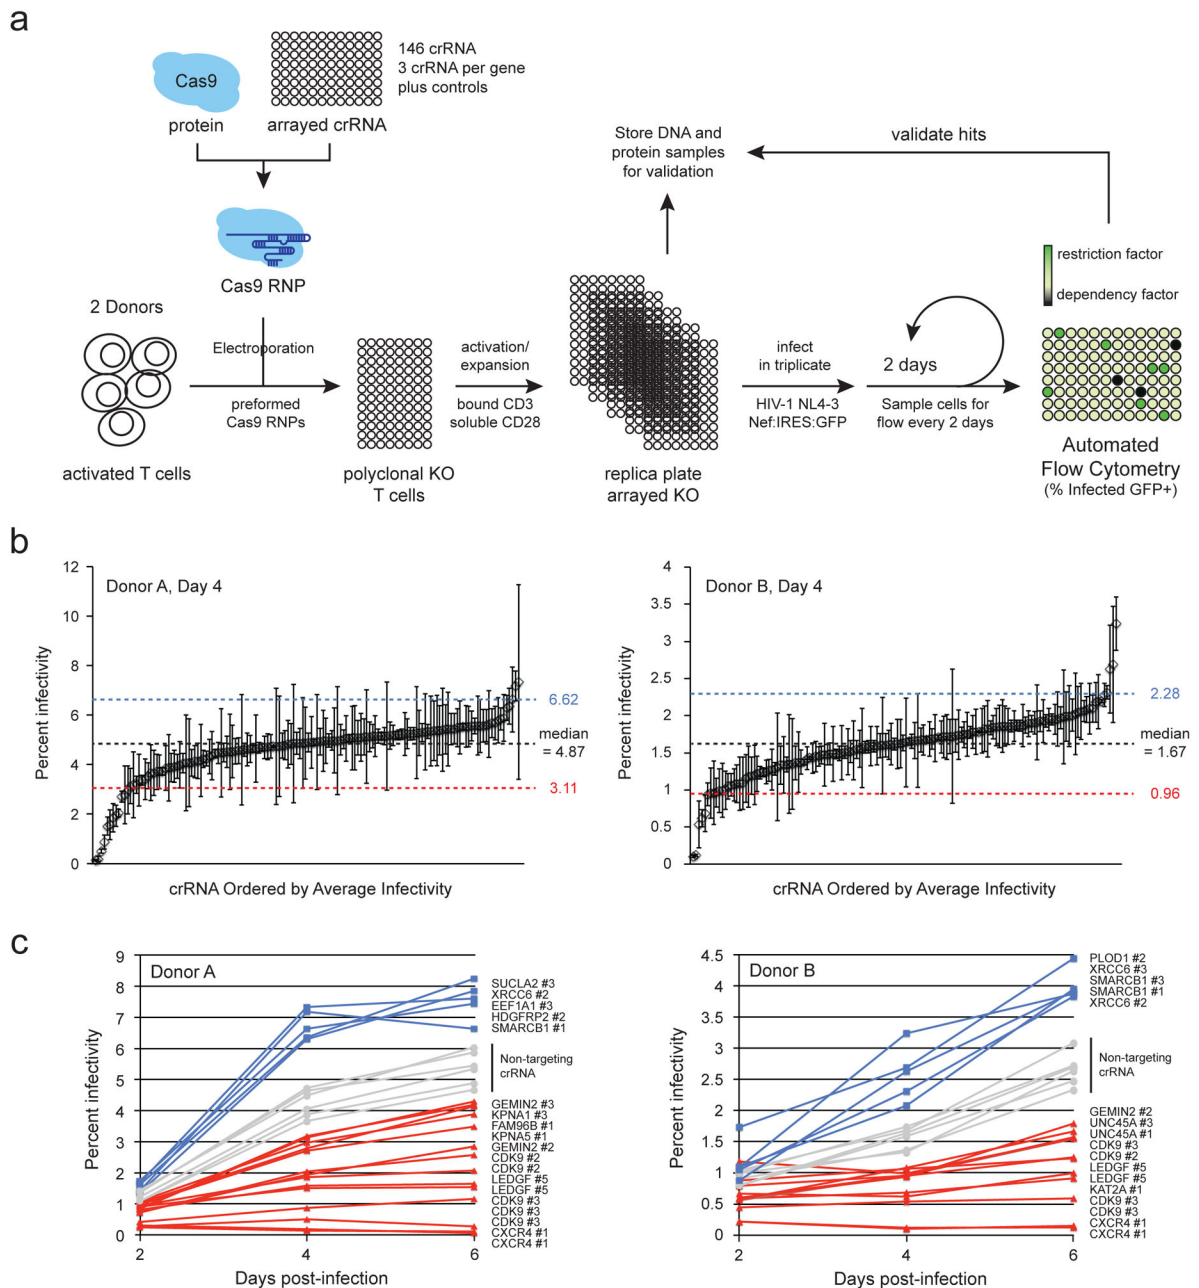 a
Cas9
protein
arrayed crRNA
146 crRNA
3 crRNA per gene
plus controls
Cas9 RNP
2 Donors
activated T cells
Electroporation
preformed
Cas9 RNPs
polyclonal KO
T cells
activation/
expansion
bound CD3
soluble CD28
Store DNA and
protein samples
for validation
validate hits
replica plate
arrayed KO
infect
in triplicate
HIV-1 NL4-3
Nef:IRES:GFP
2 days
Sample cells for
flow every 2 days
restriction factor
dependency factor
Automated
Flow Cytometry
(% Infected GFP+)
b
Donor A, Day 4
Percent infectivity
12
10
8
6
4
2
0
6.62
median
= 4.87
3.11
crRNA Ordered by Average Infectivity
Donor B, Day 4
Percent infectivity
4
3.5
3
2.5
2
1.5
1
0.5
0
2.28
median
= 1.67
0.96
crRNA Ordered by Average Infectivity
c
Donor A
Percent infectivity
9
8
7
6
5
4
3
2
1
0
2
4
6
Days post-infection
SUCLA2 #3
XRCC6 #2
EEF1A1 #3
HDGFRP2 #2
SMARCB1 #1
Non-targeting
crRNA
GEMIN2 #3
KPNA1 #3
FAM96B #1
KPNA5 #1
GEMIN2 #2
CDK9 #2
CDK9 #2
LEDGF #5
LEDGF #5
CDK9 #3
CDK9 #3
CXCR4 #1
CXCR4 #1
Donor B
Percent infectivity
4.5
4
3.5
3
2.5
2
1.5
1
0.5
0
2
4
6
Days post-infection
PLOD1 #2
XRCC6 #3
SMARCB1 #3
SMARCB1 #1
XRCC6 #2
Non-targeting
crRNA
GEMIN2 #2
UNC45A #3
UNC45A #1
CDK9 #3
CDK9 #2
LEDGF #5
LEDGF #5
KAT2A #1
CDK9 #3
CDK9 #3
CXCR4 #1
CXCR4 #1